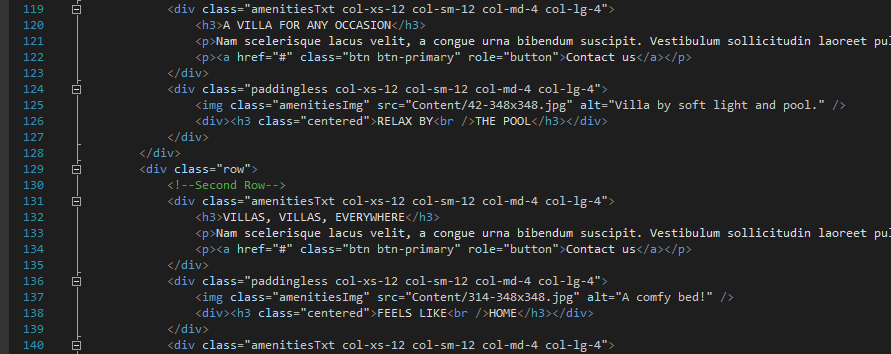 119 <div class="amenitiesTxt col-xs-12 col-sm-12 col-md-4 col-lg-4">
120 <h3>A VILLA FOR ANY OCCASION</h3>
121 <p>Nam scelerisque lacus velit, a congue urna bibendum suscipit. Vestibulum sollicitudin laoreet pul
122 <p><a href="#" class="btn btn-primary" role="button">Contact us</a></p>
123 </div>
124 <div class="paddingless col-xs-12 col-sm-12 col-md-4 col-lg-4">
125 <img class="amenitiesImg" src="Content/42-348x348.jpg" alt="Villa by soft light and pool." />
126 <div><h3 class="centered">RELAX BY<br />THE POOL</h3></div>
127 </div>
128 </div>
129 <div class="row">
130 <!--Second Row-->
131 <div class="amenitiesTxt col-xs-12 col-sm-12 col-md-4 col-lg-4">
132 <h3>VILLAS, VILLAS, EVERYWHERE</h3>
133 <p>Nam scelerisque lacus velit, a congue urna bibendum suscipit. Vestibulum sollicitudin laoreet pul
134 <p><a href="#" class="btn btn-primary" role="button">Contact us</a></p>
135 </div>
136 <div class="paddingless col-xs-12 col-sm-12 col-md-4 col-lg-4">
137 <img class="amenitiesImg" src="Content/314-348x348.jpg" alt="A comfy bed!" />
138 <div><h3 class="centered">FEELS LIKE<br />HOME</h3></div>
139 </div>
140 <div class="amenitiesTxt col-xs-12 col-sm-12 col-md-4 col-lg-4">